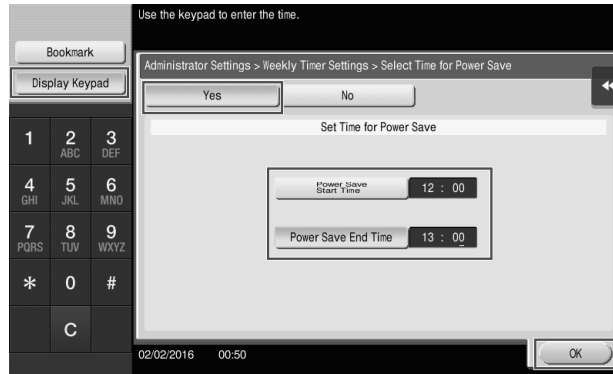 Use the keypad to enter the time.
Bookmark
Display Keypad
Administrator Settings > Weekly Timer Settings > Select Time for Power Save
Yes
No
Set Time for Power Save
Power Save
Start Time
12 : 00
Power Save End Time
13 : 00
1
2
ABC
3
DEF
4
GHI
5
JKL
6
MNO
7
PQRS
8
TUV
9
WXYZ
*
0
#
C
02/02/2016 00:50
OK